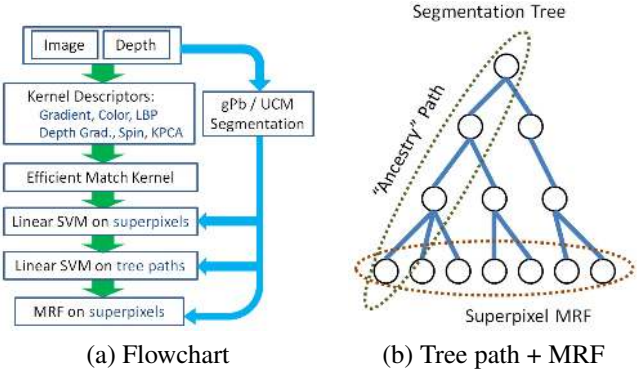 Image
Depth
Kernel Descriptors:
Gradient, Color, LBP
Depth Grad., Spin, KPCA
gPb / UCM
Segmentation
Efficient Match Kernel
Linear SVM on superpixels
Linear SVM on tree paths
MRF on superpixels
(a) Flowchart
Segmentation Tree
"Ancestry" Path
Superpixel MRF
(b) Tree path + MRF